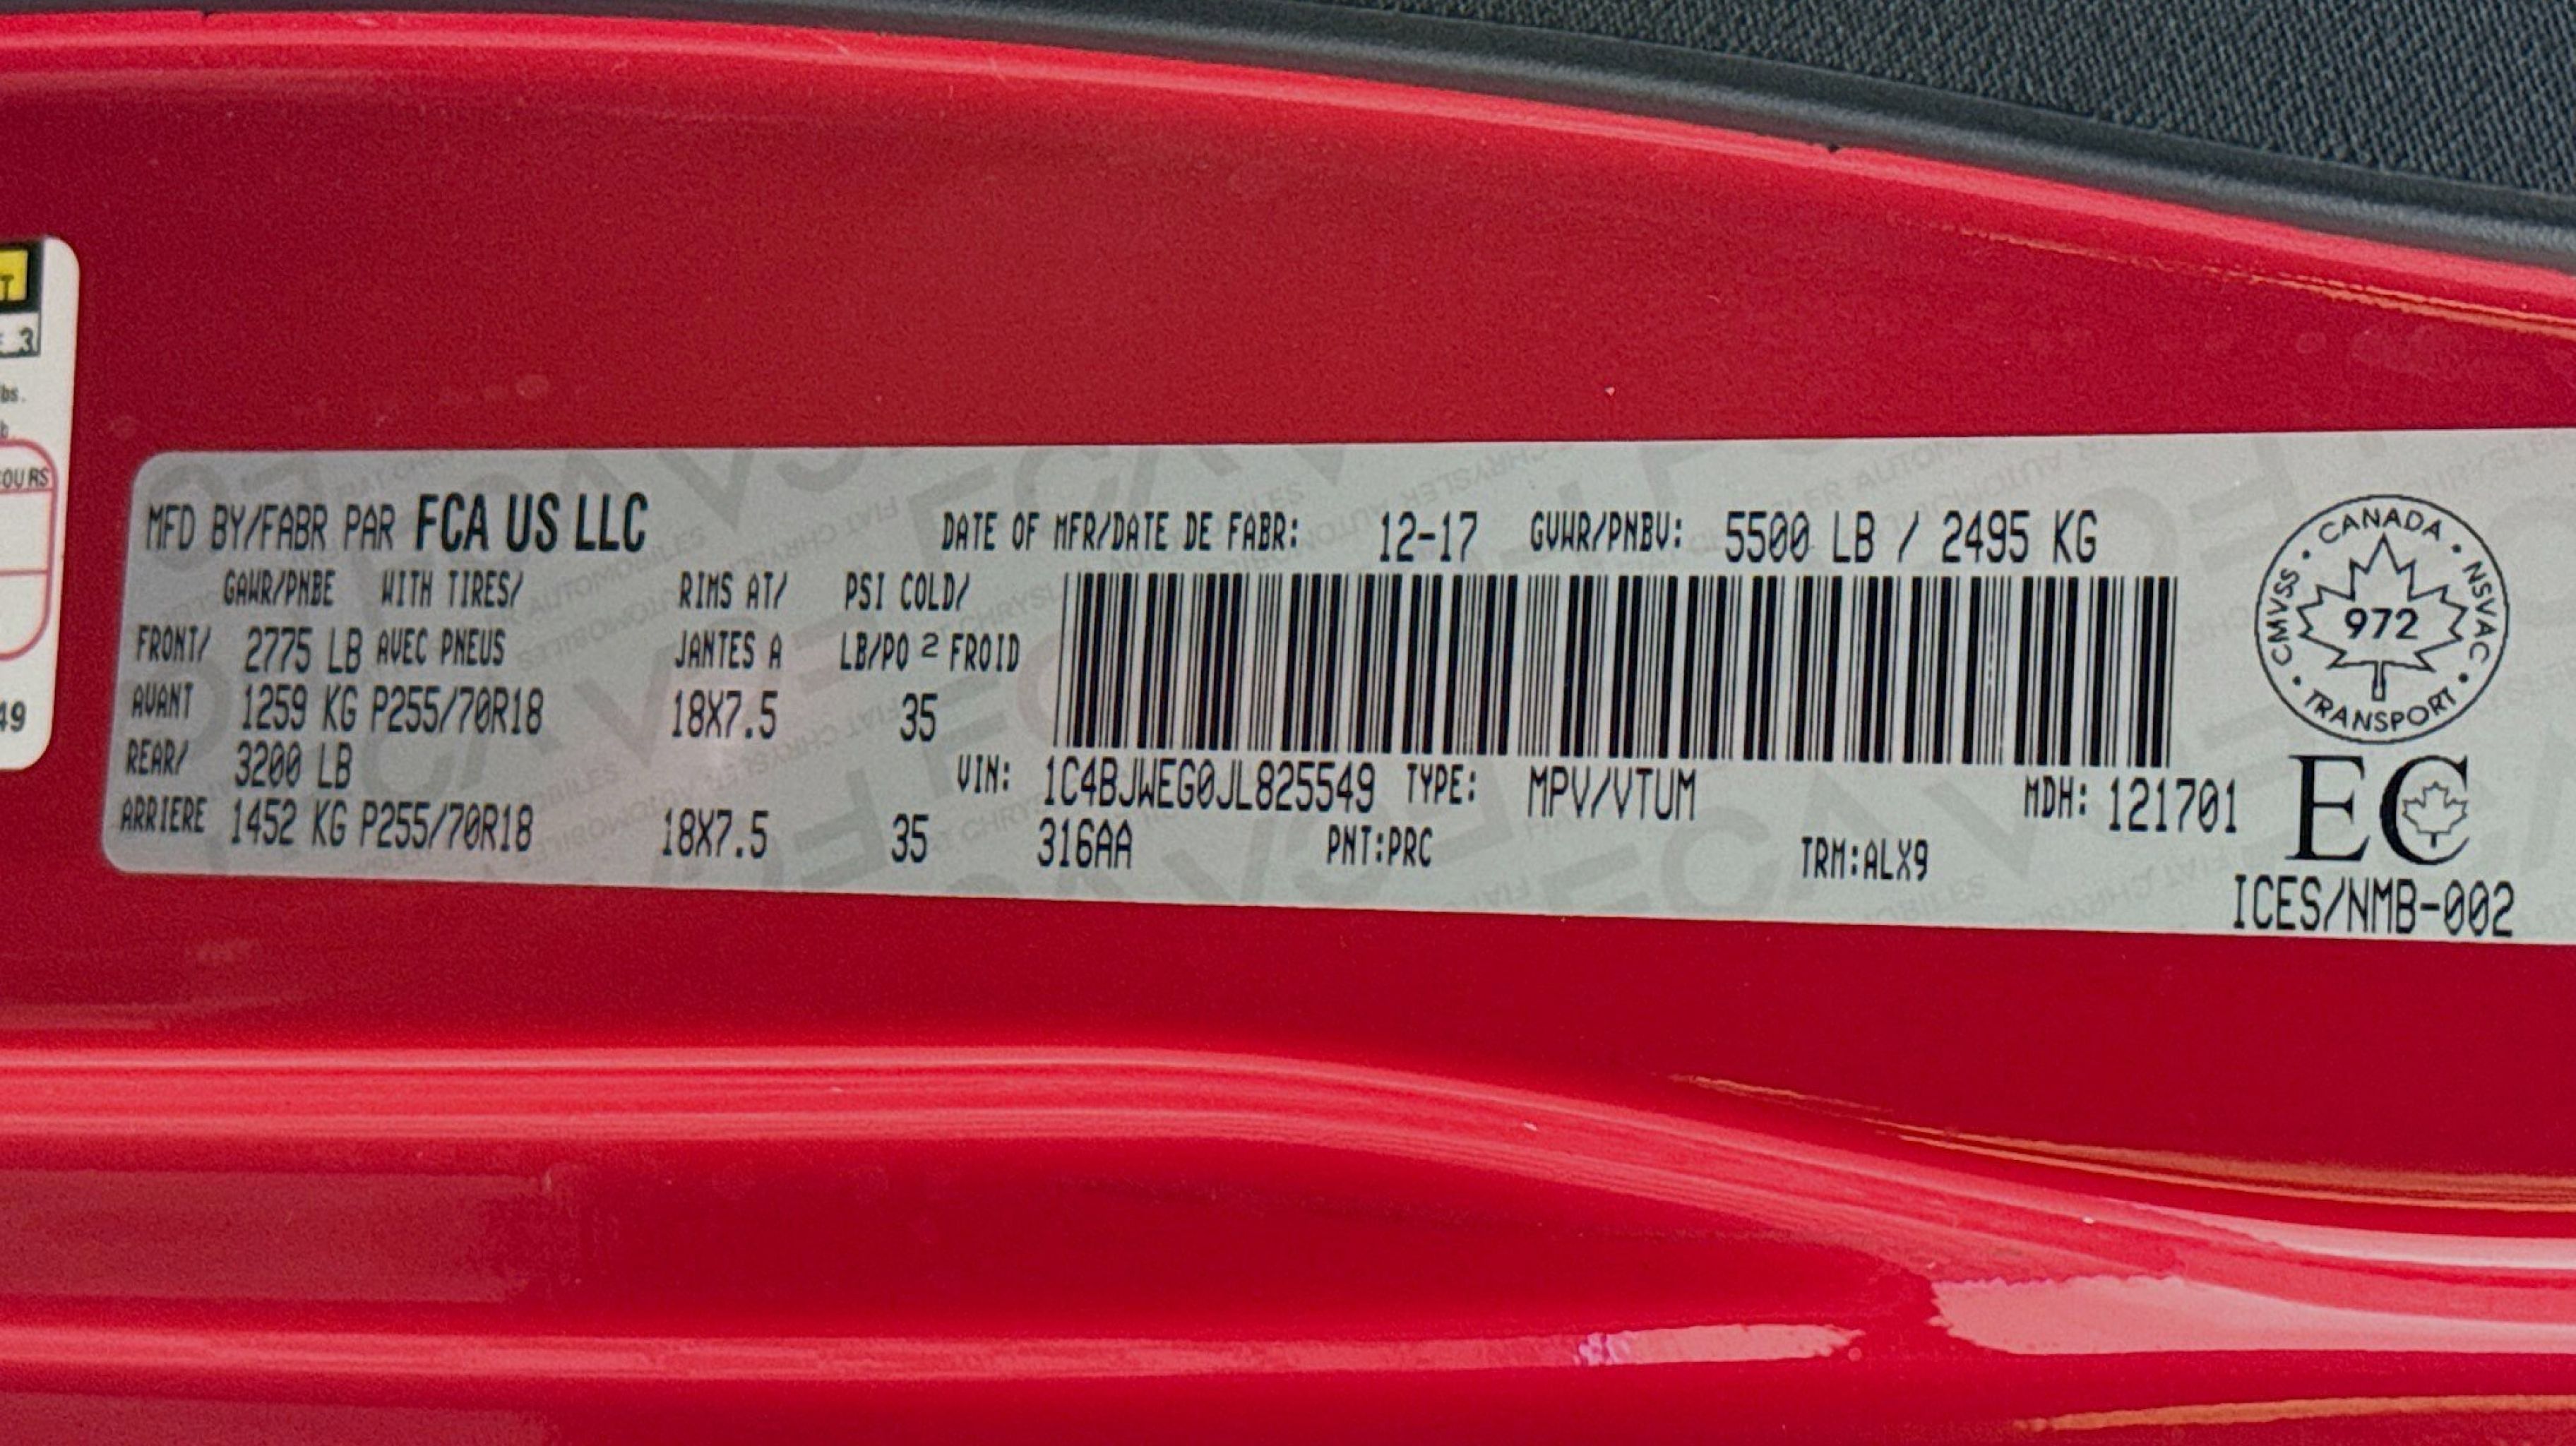 T
E 3
bs.
b
COURS
49
MFD BY/FABR PAR FCA US LLC
DATE OF MFR/DATE DE FABR: 12-17 GVWR/PNBV: 5500 LB / 2495 KG
GAWR/PNBE WITH TIRES/ RIMS AT/ PSI COLD/
FRONT/ 2775 LB AVEC PNEUS JANTES A LB/PO 2 FROID
AVANT 1259 KG P255/70R18 18X7.5 35
REAR/ 3200 LB
ARRIERE 1452 KG P255/70R18 18X7.5 35
VIN: 1C4BJWEG0JL825549 TYPE: MPV/VTUM MDH: 121701
316AA PNT:PRC TRM:ALX9
CANADA • NSVAC • TRANSPORT • CMVSS •
972
EC
ICES/NMB-002